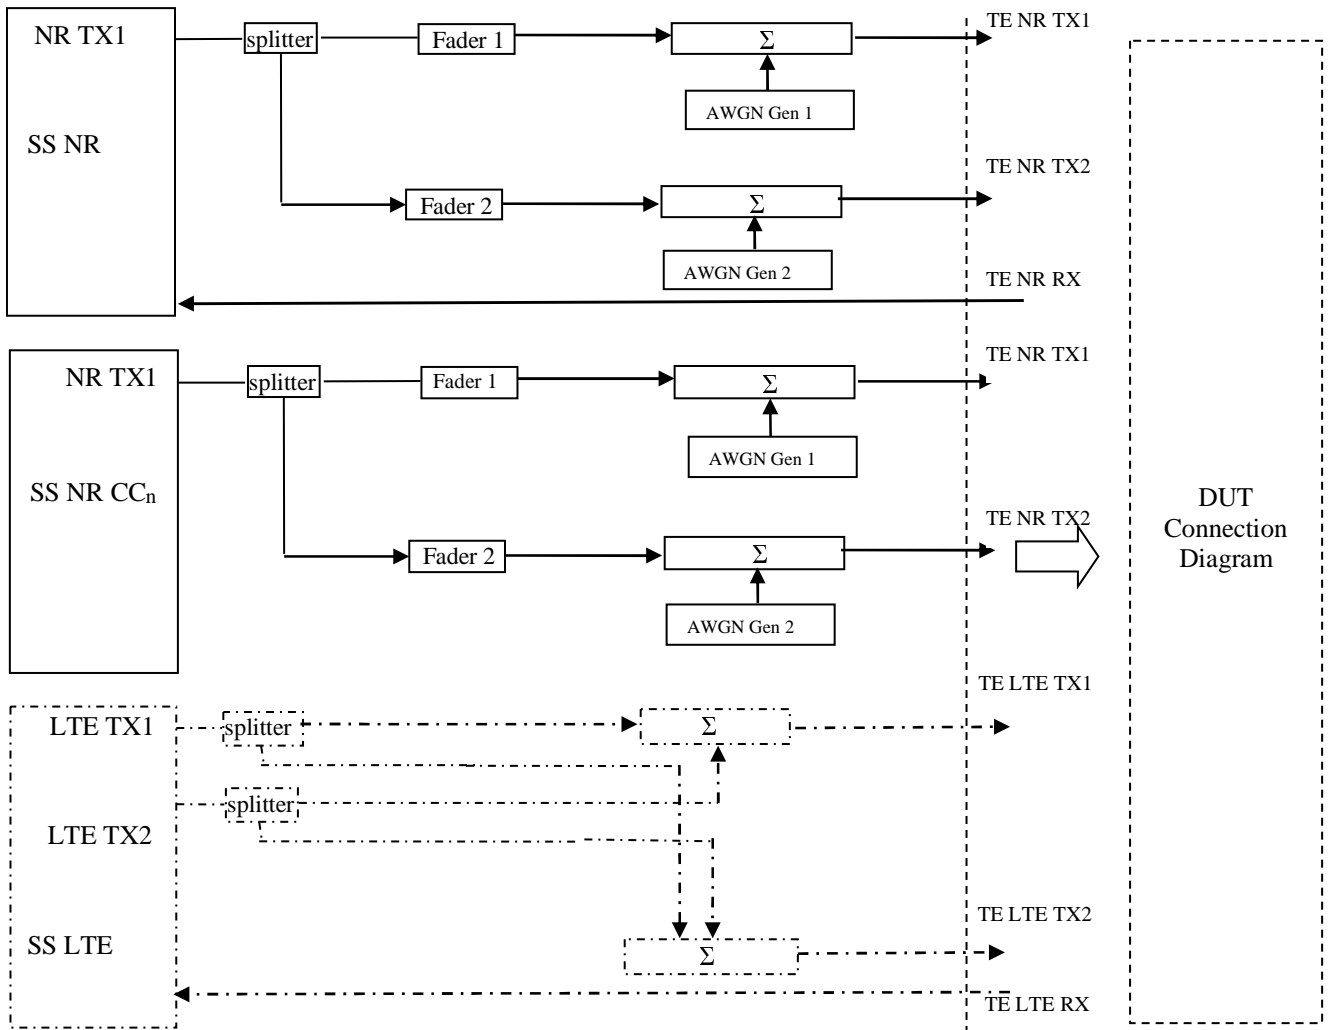 NR TX1
splitter
Fader 1
Σ
TE NR TX1
AWGN Gen 1
SS NR
TE NR TX2
Fader 2
Σ
AWGN Gen 2
TE NR RX
NR TX1
splitter
Fader 1
Σ
TE NR TX1
AWGN Gen 1
SS NR CCn
TE NR TX2
Fader 2
Σ
AWGN Gen 2
DUT
Connection
Diagram
TE LTE TX1
LTE TX1
splitter
Σ
splitter
LTE TX2
TE LTE TX2
SS LTE
Σ
TE LTE RX